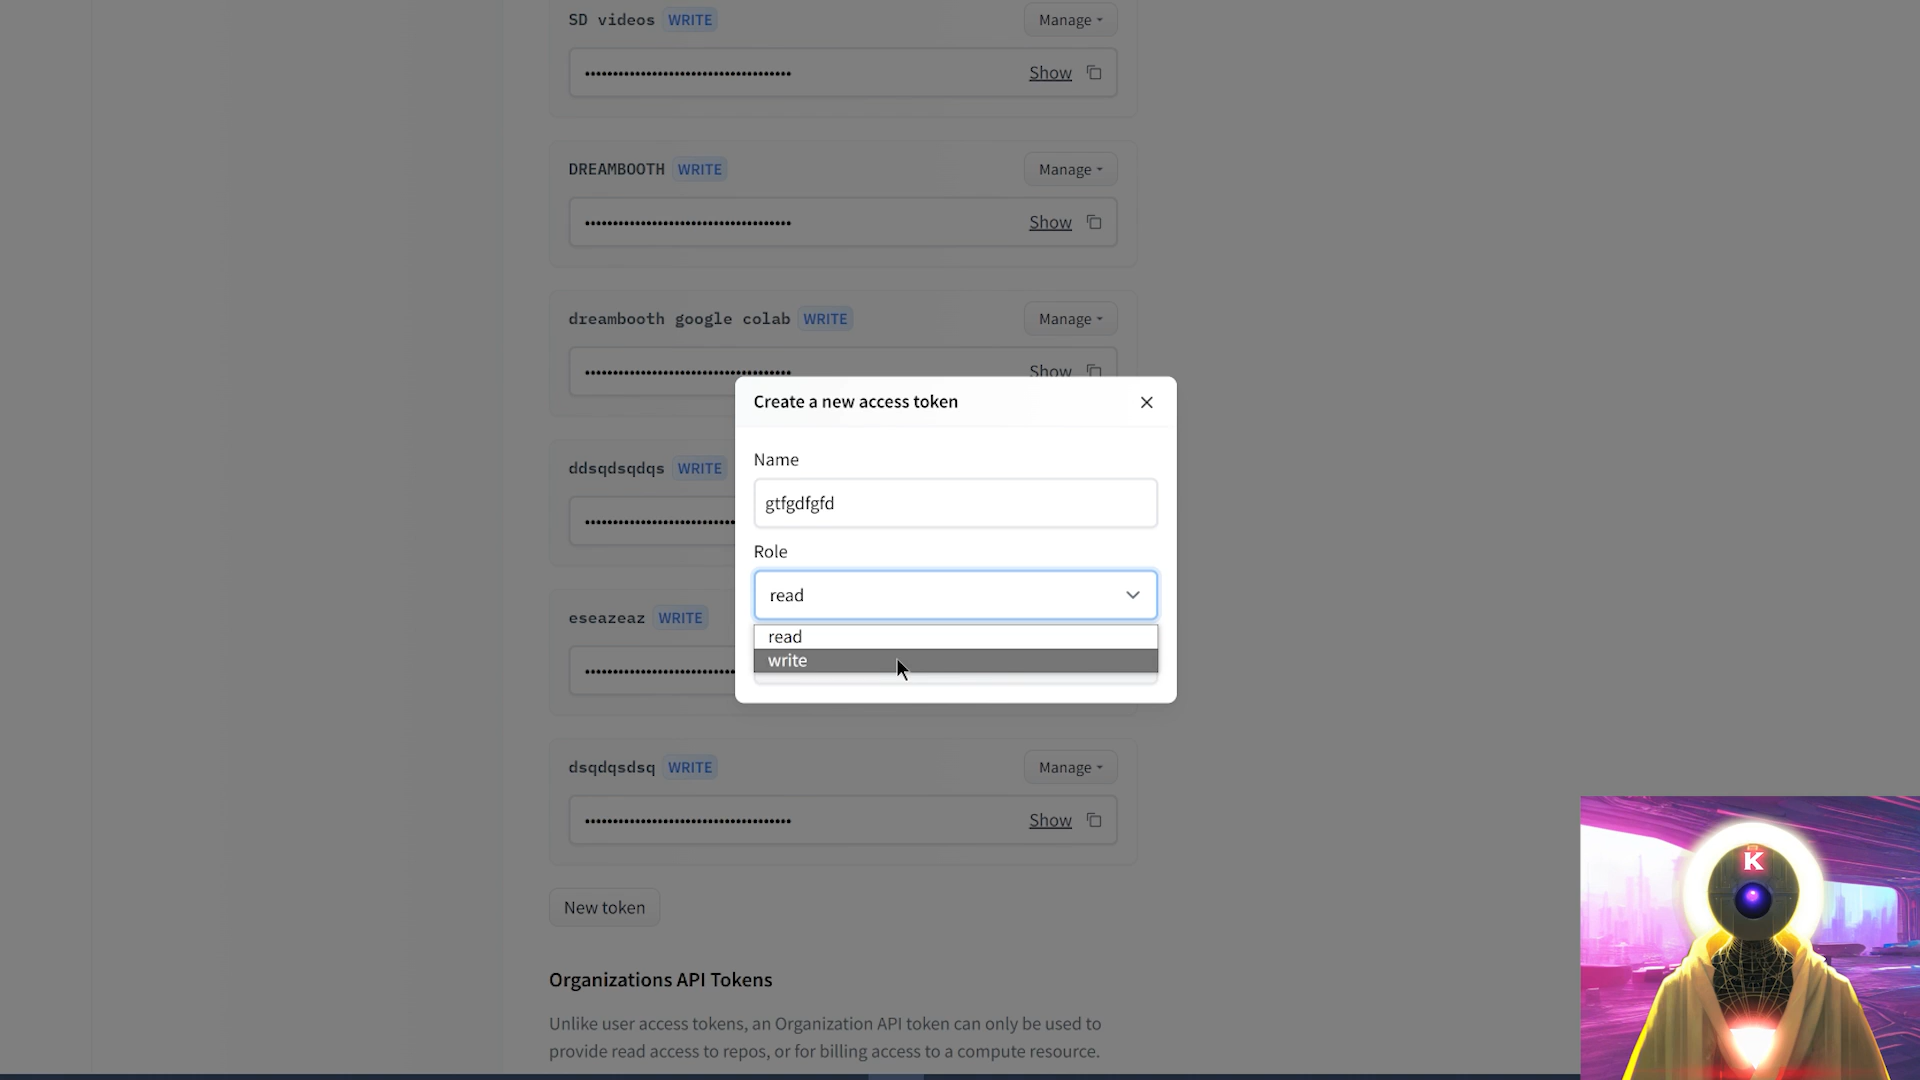 SD videos WRITE Manage
Show
DREAMBOOTH WRITE Manage
Show
dreambooth google colab WRITE Manage
Show
Create a new access token
Name
gtfgdfgfd
Role
read
read
write
ddsqdsqdqs WRITE
eseazeaz WRITE
dsqdqsdsq WRITE Manage
Show
New token
Organizations API Tokens
Unlike user access tokens, an Organization API token can only be used to
provide read access to repos, or for billing access to a compute resource.
K